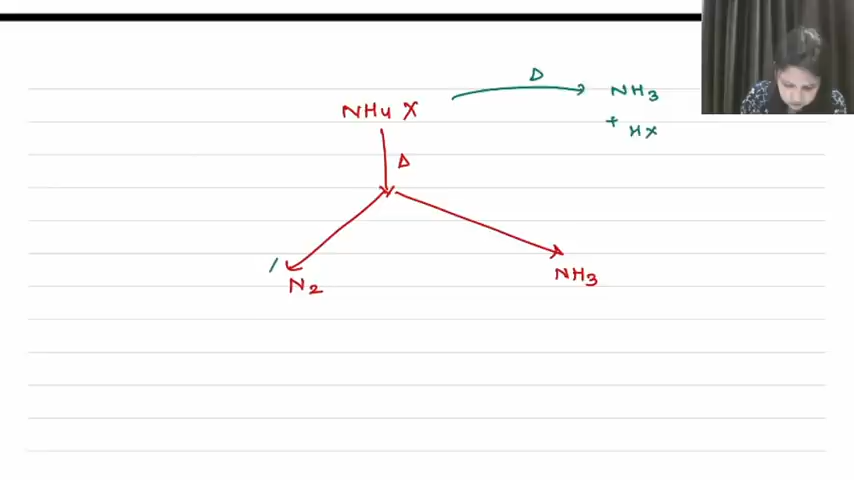 NH4 X
Δ
NH3
+ HX
Δ
N2
NH3